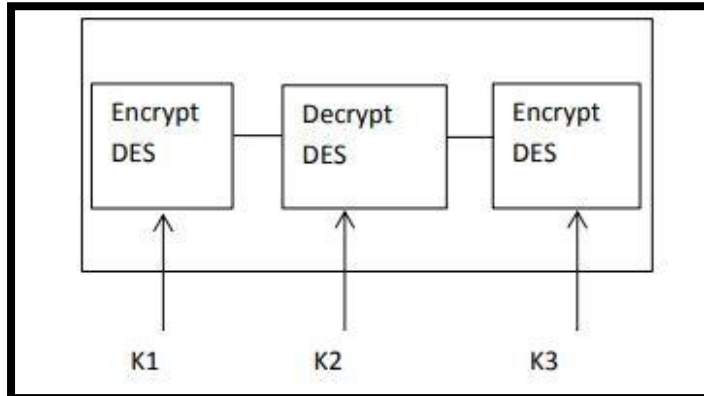 Encrypt
DES
Decrypt
DES
Encrypt
DES
K1
K2
K3